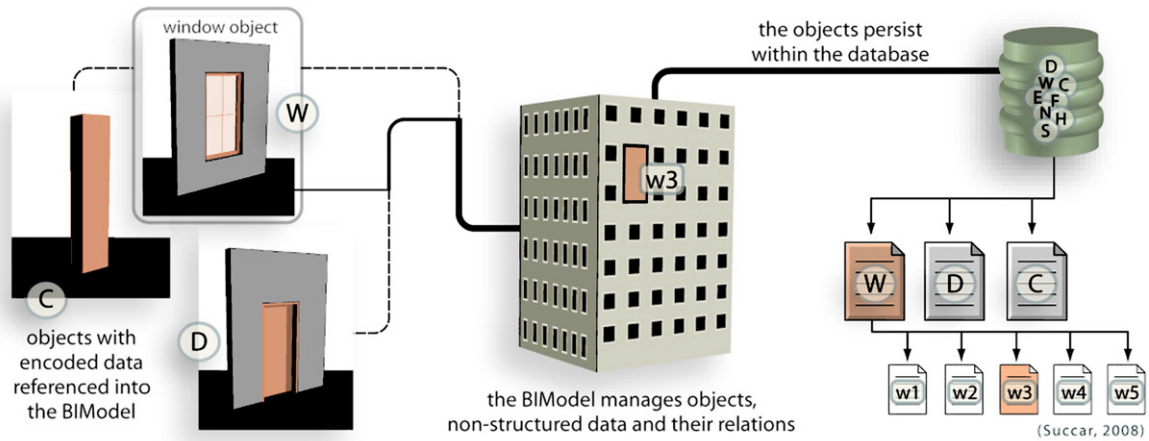 window object
W
C
objects with
encoded data
referenced into
the BIModel
D
w3
the BIModel manages objects,
non-structured data and their relations
the objects persist
within the database
D
W C
E F
N H
S
W D C
w1 w2 w3 w4 w5
(Succar, 2008)